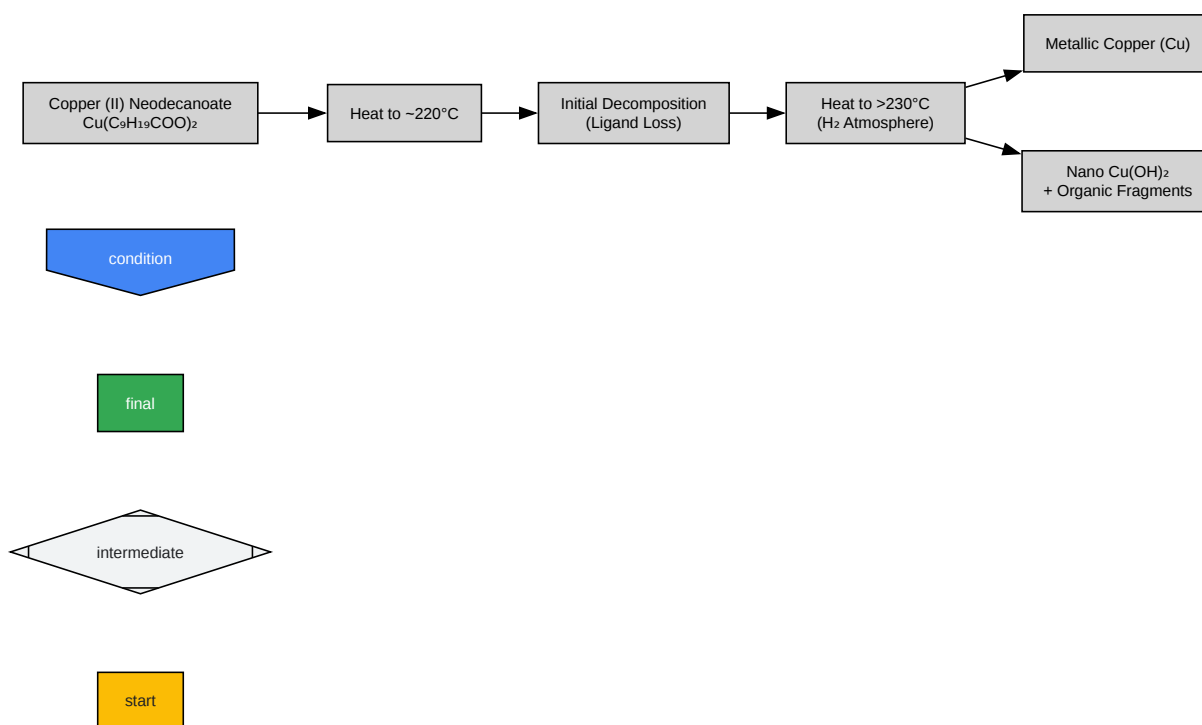 Copper (II) Neodecanoate
Cu(C₉H₁₉COO)₂
Heat to ~220°C
Initial Decomposition
(Ligand Loss)
Heat to >230°C
(H₂ Atmosphere)
Metallic Copper (Cu)
Nano Cu(OH)₂
+ Organic Fragments
condition
final
intermediate
start